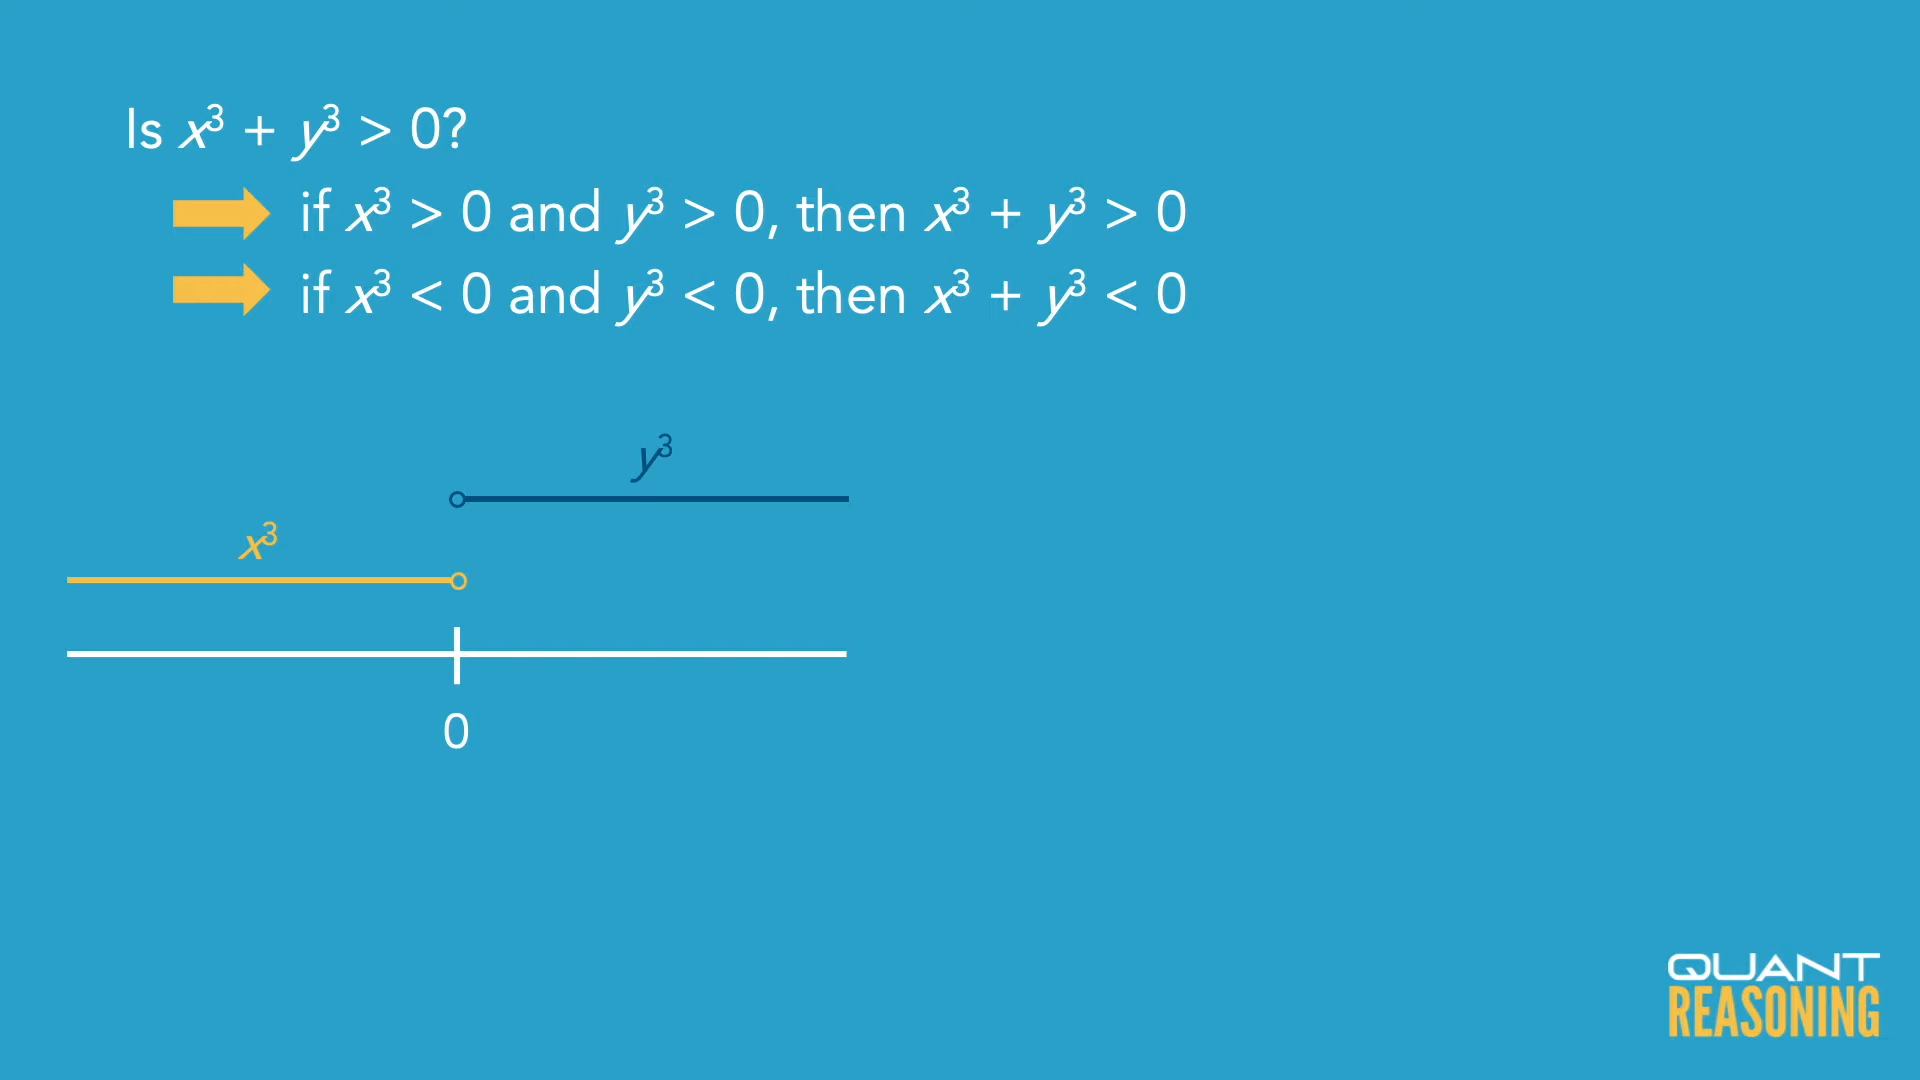 Is x³ + y³ > 0?
if x³ > 0 and y³ > 0, then x³ + y³ > 0
if x³ < 0 and y³ < 0, then x³ + y³ < 0
y³
x³
0
QUANT
REASONING